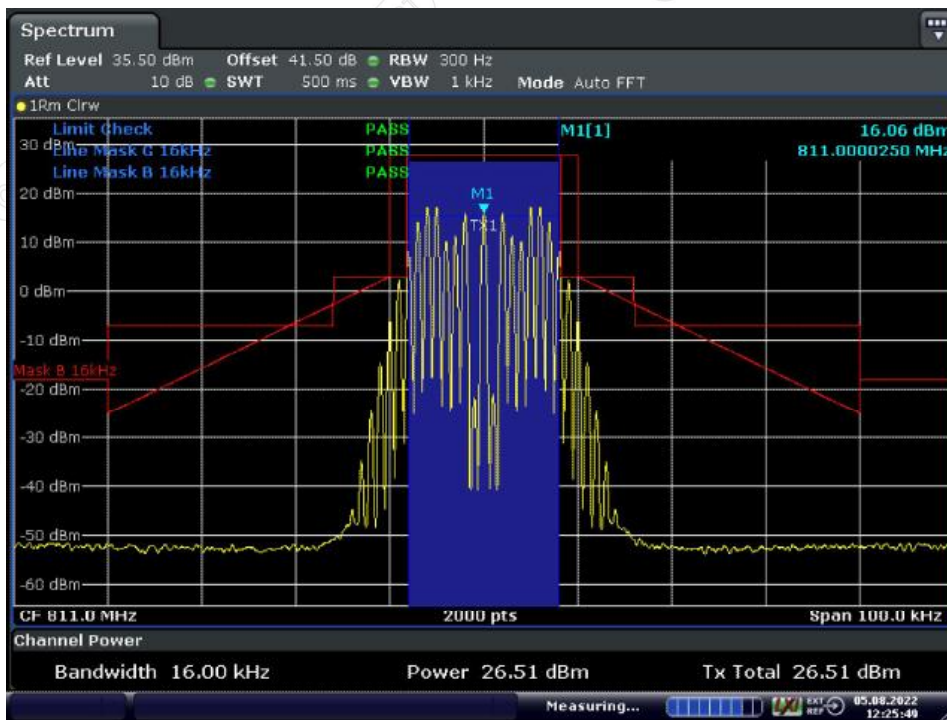 Spectrum
Ref Level 35.50 dBm Offset 41.50 dB RBW 300 Hz
Att 10 dB SWT 500 ms VBW 1 kHz Mode Auto FFT
1Rm Clrw
Limit Check PASS M1[1] 16.06 dBm
30 dBm Line Mask G 16kHz PASS 811.0000250 MHz
Line Mask B 16kHz PASS
20 dBm M1
TX1
10 dBm
0 dBm
-10 dBm
Mask B 16kHz
-20 dBm
-30 dBm
-40 dBm
-50 dBm
-60 dBm
CF 811.0 MHz 2000 pts Span 100.0 kHz
Channel Power
Bandwidth 16.00 kHz Power 26.51 dBm Tx Total 26.51 dBm
Measuring... EXT REF 05.08.2022
12:25:49